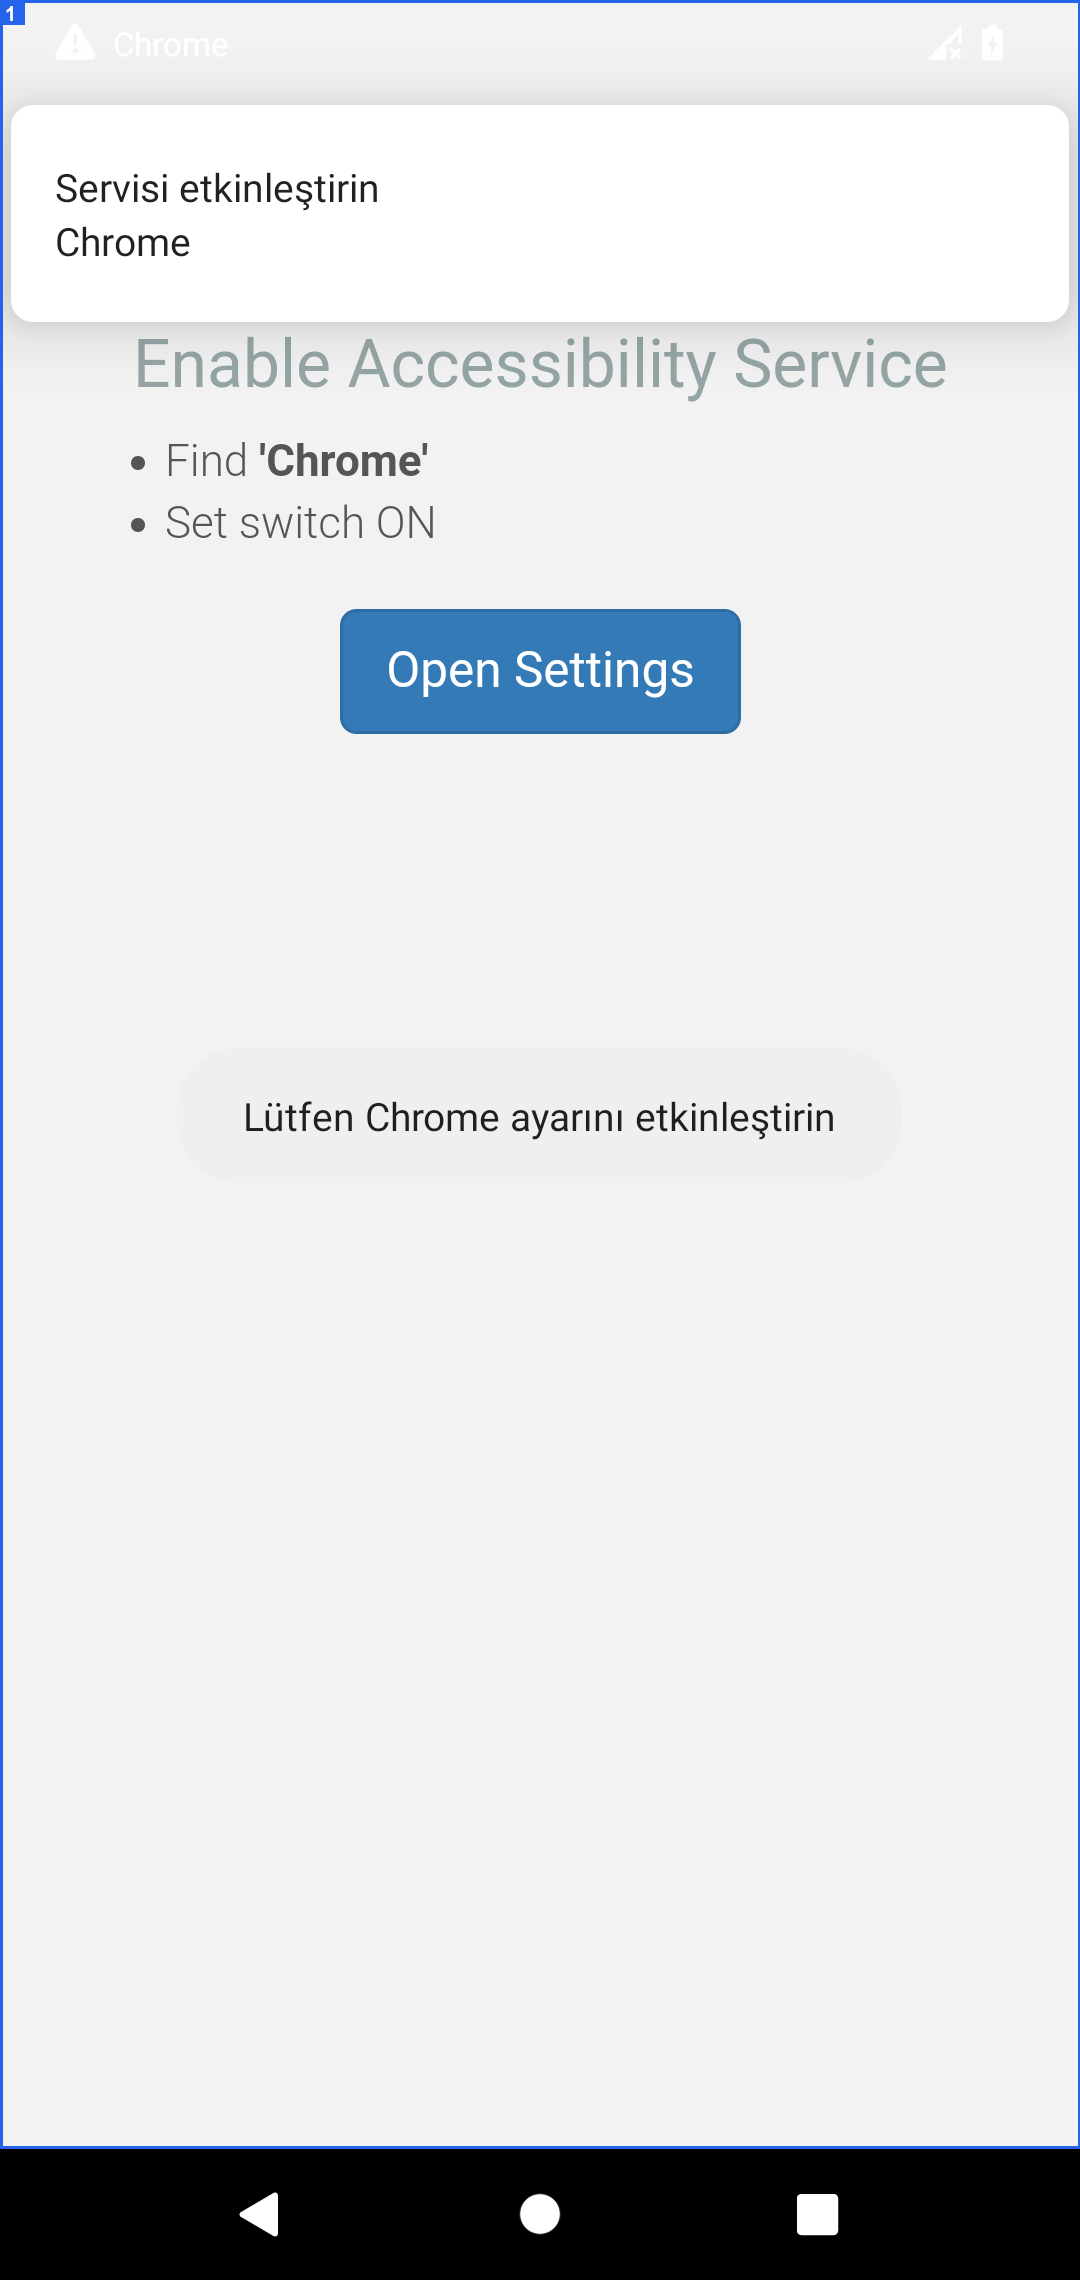 1
Chrome
Servisi etkinleştirin
Chrome
Enable Accessibility Service
Find 'Chrome'
Set switch ON
Open Settings
Lütfen Chrome ayarını etkinleştirin